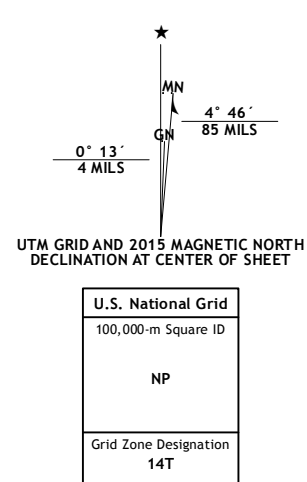 ★
MN
4° 46´
85 MILS
GN
0° 13´
4 MILS
UTM GRID AND 2015 MAGNETIC NORTH
DECLINATION AT CENTER OF SHEET
U.S. National Grid
100,000-m Square ID
NP
Grid Zone Designation
14T